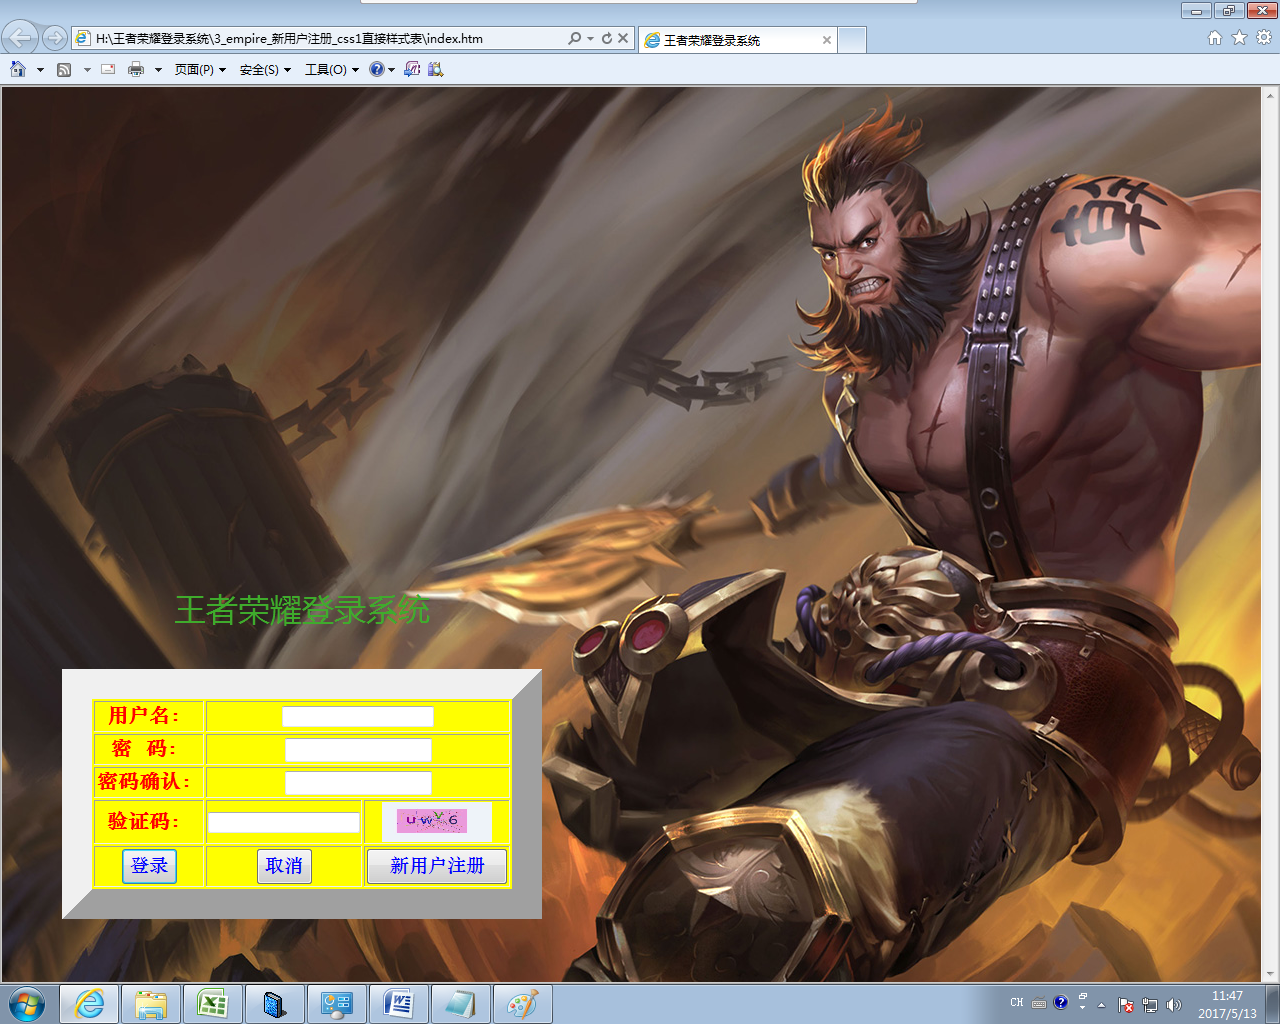 H:\王者荣耀登录系统\3_empire_新用户注册_css1直接样式表\index.htm
王者荣耀登录系统
页面(P) 安全(S) 工具(O)
王者荣耀登录系统
用户名：
密 码：
密码确认：
验证码： uwY6
登录 取消 新用户注册
CH
11:47
2017/5/13